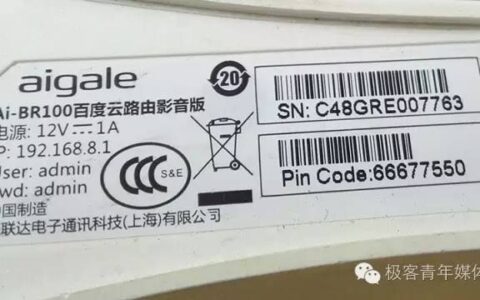 aigale
Ai-BR100百度云路由影音版
电源: 12V⎓1A
P: 192.168.8.1
User: admin
wd: admin
中国制造
联达电子通讯科技(上海)有限公司
20
CCC
S&E
SN: C48GRE007763
Pin Code:66677550
极客青年媒体